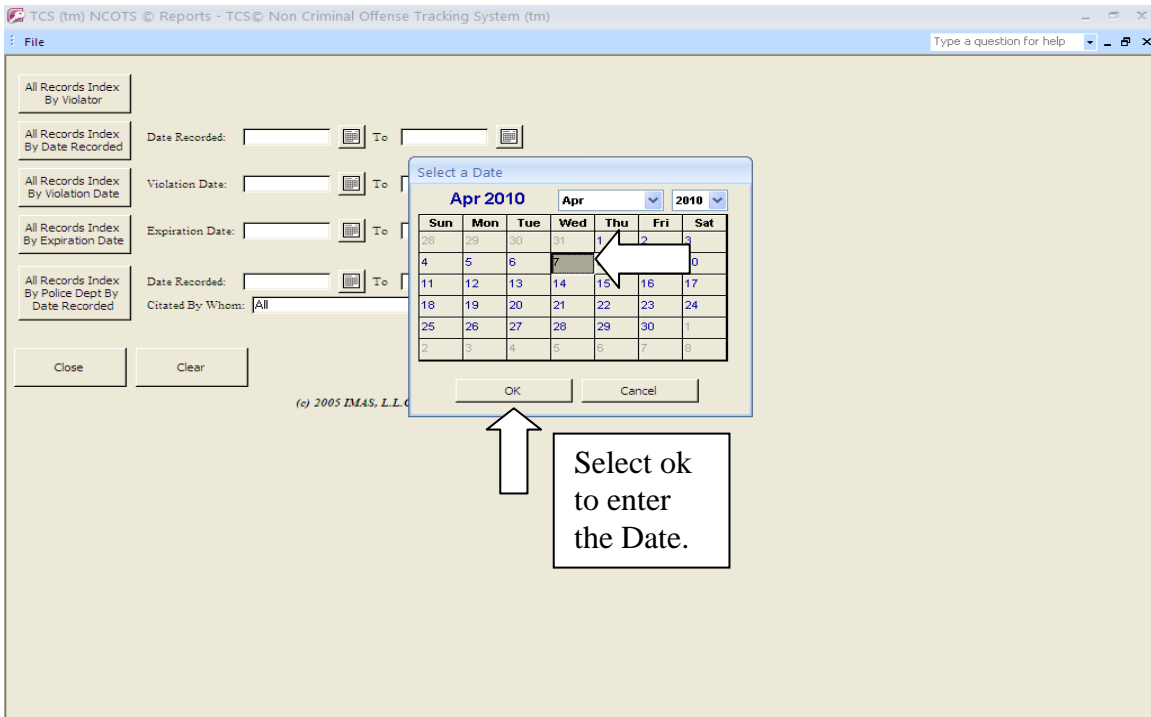 TCS (tm) NCOTS © Reports - TCS© Non Criminal Offense Tracking System (tm)
File
Type a question for help
All Records Index
By Violator
All Records Index
By Date Recorded
Date Recorded:
To
All Records Index
By Violation Date
Violation Date:
To
All Records Index
By Expiration Date
Expiration Date:
To
All Records Index
By Police Dept By
Date Recorded
Date Recorded:
To
Citated By Whom: All
Close
Clear
(c) 2005 IMAS, L.L.C
Select a Date
Apr 2010
Apr
2010
Sun Mon Tue Wed Thu Fri Sat
28 29 30 31 1 2 3
4 5 6 7
11 12 13 14 15 16 17
18 19 20 21 22 23 24
25 26 27 28 29 30 1
2 3 4 5 6 7 8
OK
Cancel
Select ok
to enter
the Date.